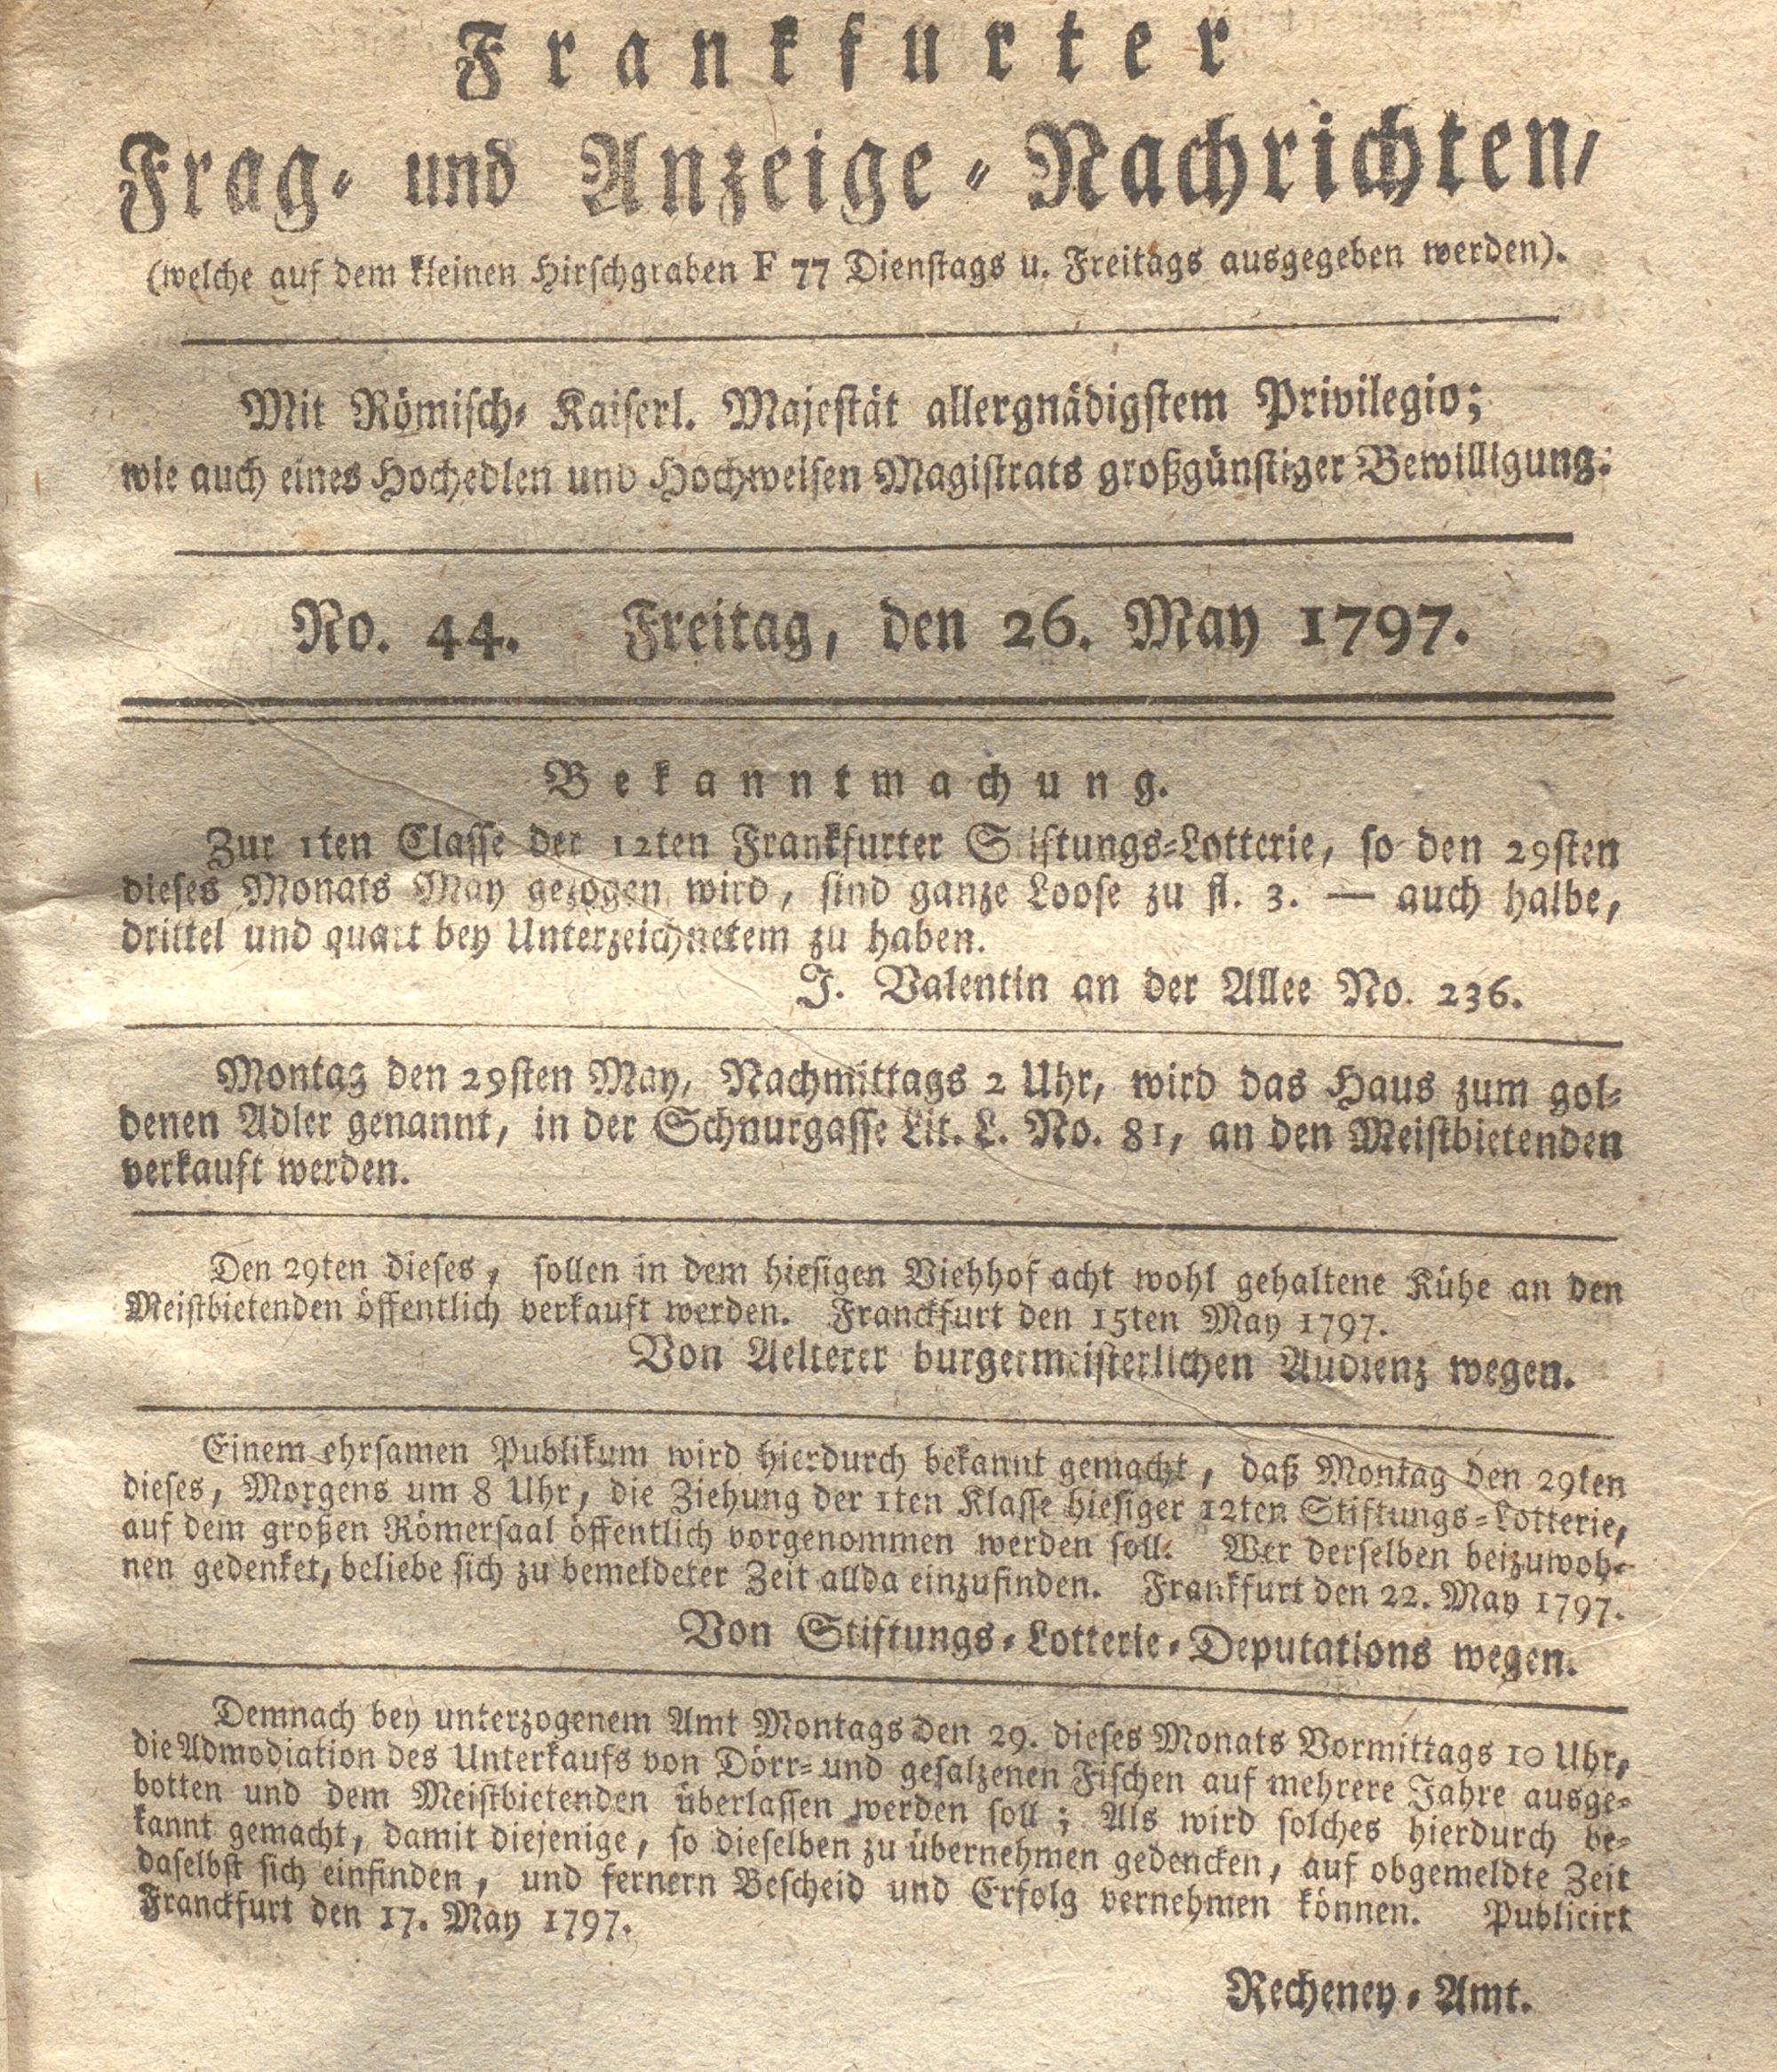 Frankfurter
Frag- und Anzeige-Nachrichten/
(welche auf dem kleinen Hirschgraben F 77 Dienstags u. Freitags ausgegeben werden).
Mit Römisch- Kaiserl. Majestät allergnädigstem Privilegio;
wie auch eines Hochedlen und Hochweisen Magistrats großgünstiger Bewilligung.
No. 44. Freitag, den 26. May 1797.
Bekanntmachung.
Zur 1ten Classe der 12ten Frankfurter Stiftungs-Lotterie, so den 29sten
dieses Monats May gezogen wird, sind ganze Loose zu fl. 3. — auch halbe,
drittel und quart bey Unterzeichnetem zu haben.
J. Valentin an der Allee No. 236.
Montag den 29sten May, Nachmittags 2 Uhr, wird das Haus zum gol-
denen Adler genannt, in der Schnurgasse Lit. L. No. 81, an den Meistbietenden
verkauft werden.
Den 29ten dieses, sollen in dem hiesigen Viehhof acht wohl gehaltene Kühe an den
Meistbietenden öffentlich verkauft werden. Franckfurt den 15ten May 1797.
Von Aelterer burgermeisterlichen Audienz wegen.
Einem ehrsamen Publikum wird hierdurch bekannt gemacht, daß Montag den 29ten
dieses, Morgens um 8 Uhr, die Ziehung der 1ten Klasse hiesiger 12ten Stiftungs-Lotterie,
auf dem großen Römersaal öffentlich vorgenommen werden soll. Wer derselben beizuwoh-
nen gedenket, beliebe sich zu bemeldeter Zeit allda einzufinden. Frankfurt den 22. May 1797.
Von Stiftungs-Lotterie-Deputations wegen.
Demnach bey unterzogenem Amt Montags den 29. dieses Monats Vormittags 10 Uhr,
die Admodiation des Unterkaufs von Dörr- und gesalzenen Fischen auf mehrere Jahre ausge-
botten und dem Meistbietenden überlassen werden soll; Als wird solches hierdurch be-
kannt gemacht, damit diejenige, so dieselben zu übernehmen gedencken, auf obgemeldte Zeit
daselbst sich einfinden, und fernern Bescheid und Erfolg vernehmen können. Publicirt
Franckfurt den 17. May 1797.
Recheney-Amt.